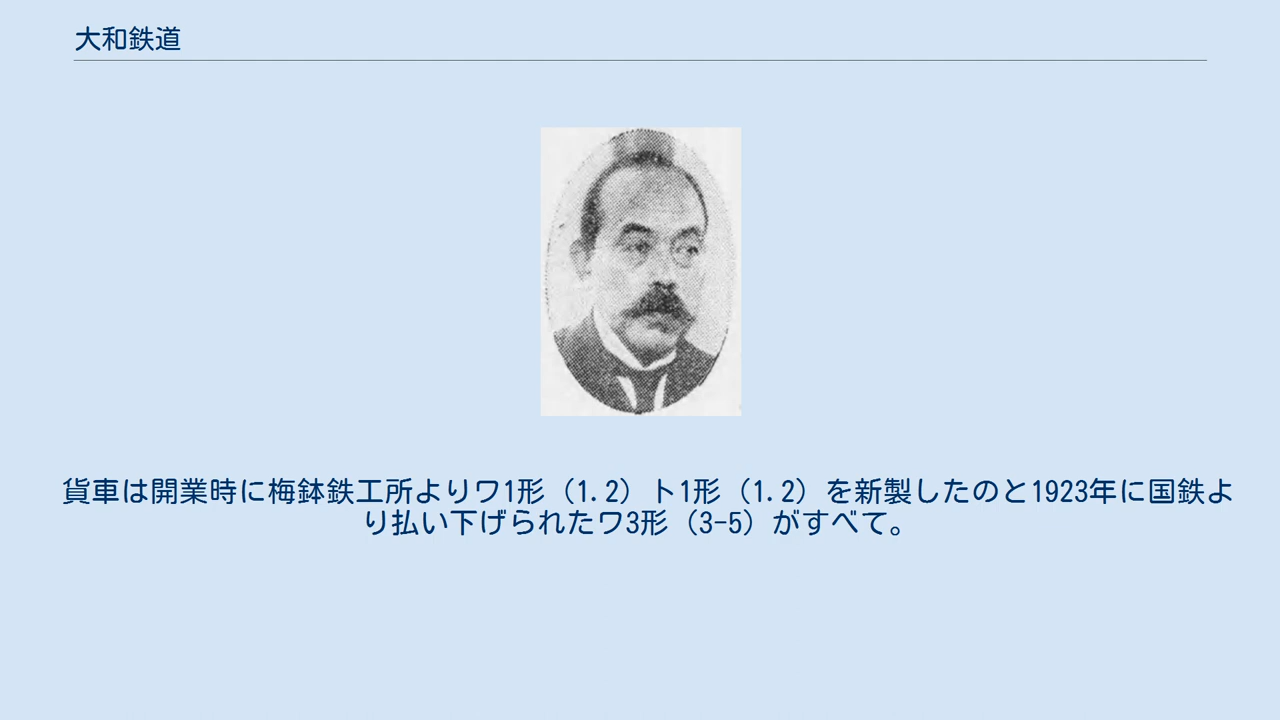 大和鉄道
貨車は開業時に梅鉢鉄工所よりワ1形（1.2）ト1形（1.2）を新製したのと1923年に国鉄よ
り払い下げられたワ3形（3-5）がすべて。